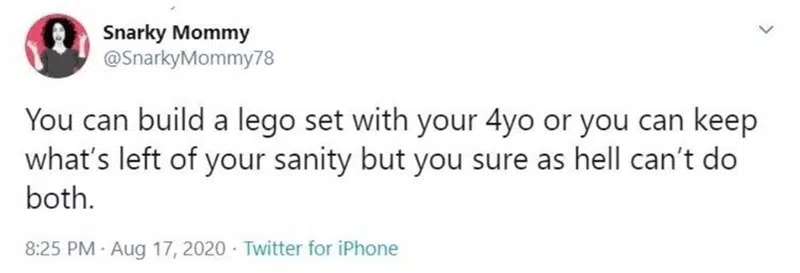 Snarky Mommy
@SnarkyMommy78
You can build a lego set with your 4yo or you can keep
what's left of your sanity but you sure as hell can't do
both.
8:25 PM · Aug 17, 2020 · Twitter for iPhone